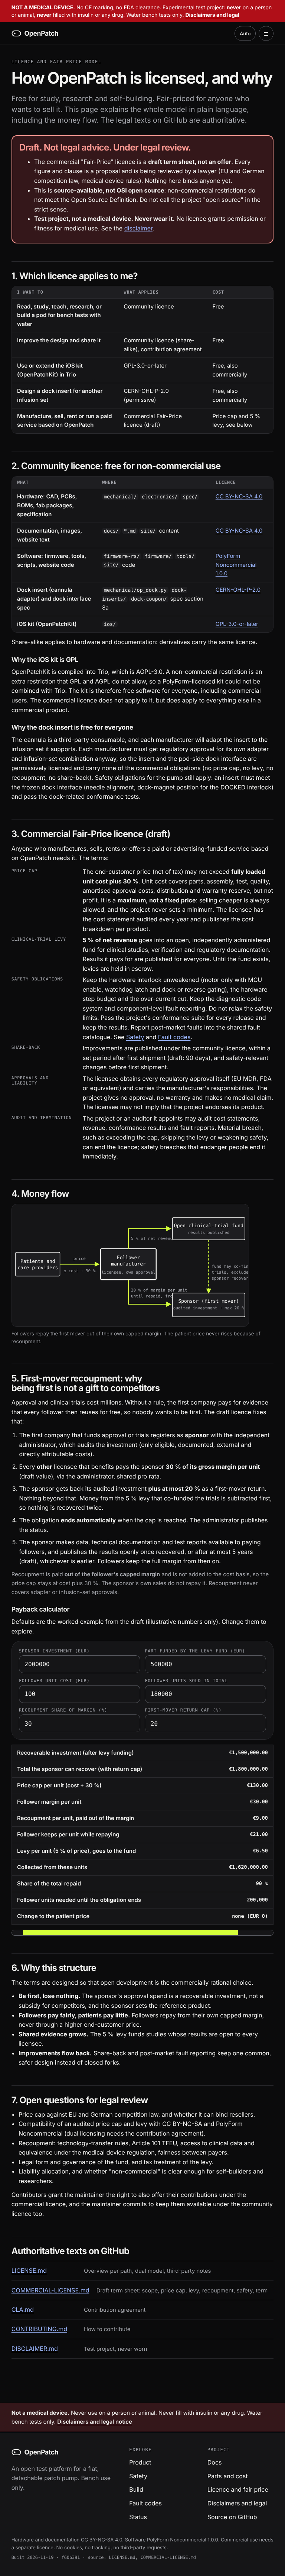 NOT A MEDICAL DEVICE. No CE marking, no FDA clearance. Experimental test project: never on a person or animal, never filled with insulin or any drug. Water bench tests only. Disclaimers and legal
OpenPatch
Auto
LICENCE AND FAIR-PRICE MODEL
How OpenPatch is licensed, and why
Free for study, research and self-building. Fair-priced for anyone who wants to sell it. This page explains the whole model in plain language, including the money flow. The legal texts on GitHub are authoritative.
Draft. Not legal advice. Under legal review.
The commercial "Fair-Price" licence is a draft term sheet, not an offer. Every figure and clause is a proposal and is being reviewed by a lawyer (EU and German competition law, medical device rules). Nothing here binds anyone yet.
This is source-available, not OSI open source: non-commercial restrictions do not meet the Open Source Definition. Do not call the project "open source" in the strict sense.
Test project, not a medical device. Never wear it. No licence grants permission or fitness for medical use. See the disclaimer.
1. Which licence applies to me?
I WANT TO WHAT APPLIES COST
Read, study, teach, research, or build a pod for bench tests with water Community licence Free
Improve the design and share it Community licence (share-alike), contribution agreement Free
Use or extend the iOS kit (OpenPatchKit) in Trio GPL-3.0-or-later Free, also commercially
Design a dock insert for another infusion set CERN-OHL-P-2.0 (permissive) Free, also commercially
Manufacture, sell, rent or run a paid service based on OpenPatch Commercial Fair-Price licence (draft) Price cap and 5 % levy, see below
2. Community licence: free for non-commercial use
WHAT WHERE LICENCE
Hardware: CAD, PCBs, BOMs, fab packages, specification mechanical/ electronics/ spec/ CC BY-NC-SA 4.0
Documentation, images, website text docs/ *.md site/ content CC BY-NC-SA 4.0
Software: firmware, tools, scripts, website code firmware-rs/ firmware/ tools/ site/ code PolyForm Noncommercial 1.0.0
Dock insert (cannula adapter) and dock interface spec mechanical/op_dock.py dock-inserts/ dock-coupon/ spec section 8a CERN-OHL-P-2.0
iOS kit (OpenPatchKit) ios/ GPL-3.0-or-later
Share-alike applies to hardware and documentation: derivatives carry the same licence.
Why the iOS kit is GPL
OpenPatchKit is compiled into Trio, which is AGPL-3.0. A non-commercial restriction is an extra restriction that GPL and AGPL do not allow, so a PolyForm-licensed kit could not be combined with Trio. The kit is therefore free software for everyone, including commercial users. The commercial licence does not apply to it, but does apply to everything else in a commercial product.
Why the dock insert is free for everyone
The cannula is a third-party consumable, and each manufacturer will adapt the insert to the infusion set it supports. Each manufacturer must get regulatory approval for its own adapter and infusion-set combination anyway, so the insert and the pod-side dock interface are permissively licensed and carry none of the commercial obligations (no price cap, no levy, no recoupment, no share-back). Safety obligations for the pump still apply: an insert must meet the frozen dock interface (needle alignment, dock-magnet position for the DOCKED interlock) and pass the dock-related conformance tests.
3. Commercial Fair-Price licence (draft)
Anyone who manufactures, sells, rents or offers a paid or advertising-funded service based on OpenPatch needs it. The terms:
PRICE CAP
The end-customer price (net of tax) may not exceed fully loaded unit cost plus 30 %. Unit cost covers parts, assembly, test, quality, amortised approval and development, warranty reserve, but not profit. It is a maximum, not a fixed price: selling cheaper is always allowed, and the project never sets a minimum. The licensee has the cost statement audited every year and publishes the cost breakdown per product.
CLINICAL-TRIAL LEVY
5 % of net revenue goes into an open, independently administered fund for clinical studies, verification and regulatory documentation. Results it pays for are published for everyone. Until the fund exists, levies are held in escrow.
SAFETY OBLIGATIONS
Keep the hardware interlock unweakened (motor only with MCU enable, watchdog latch and dock or reversing), the hardware step budget and the over-current limits. Keep the diagnostic code system and component-level fault reporting. Do not relax the safety limits. Pass the project's conformance suite for every release and keep the results. Report post-market fault results into the shared fault catalogue. See Safety and Fault codes.
SHARE-BACK
Improvements are published under the community licence, within a set period after first shipment (draft: 90 days), and safety-relevant ones before first shipment.
APPROVALS AND LIABILITY
The licensee obtains every regulatory approval itself (EU MDR, FDA or equivalent) and carries the manufacturer's responsibilities. The project gives no approval, no warranty and makes no medical claim. The licensee may not imply that the project endorses its product.
AUDIT AND TERMINATION
The project or an auditor it appoints may audit cost statements, revenue, conformance results and fault reports. Material breach, such as exceeding the cap, skipping the levy or weakening safety, can end the licence; safety breaches that endanger people end it immediately.
4. Money flow
Patients and care providers
price
Follower manufacturer
5 % of net revenue
Open clinical-trial fund
results published
Sponsor (first mover)
Followers repay the first mover out of their own capped margin. The patient price never rises because of recoupment.
5. First-mover recoupment: why being first is not a gift to competitors
Approval and clinical trials cost millions. Without a rule, the first company pays for evidence that every follower then reuses for free, so nobody wants to be first. The draft licence fixes that:
1. The first company that funds approval or trials registers as sponsor with the independent administrator, which audits the investment (only eligible, documented, external and directly attributable costs).
2. Every other licensee that benefits pays the sponsor 30 % of its gross margin per unit (draft value), via the administrator, shared pro rata.
3. The sponsor gets back its audited investment plus at most 20 % as a first-mover return. Nothing beyond that. Money from the 5 % levy that co-funded the trials is subtracted first, so nothing is recovered twice.
4. The obligation ends automatically when the cap is reached. The administrator publishes the status.
5. The sponsor makes data, technical documentation and test reports available to paying followers, and publishes the results openly once recovered, or after at most 5 years (draft), whichever is earlier. Followers keep the full margin from then on.
Recoupment is paid out of the follower's capped margin and is not added to the cost basis, so the price cap stays at cost plus 30 %. The sponsor's own sales do not repay it. Recoupment never covers adapter or infusion-set approvals.
Payback calculator
Defaults are the worked example from the draft (illustrative numbers only). Change to explore.
SPONSOR INVESTMENT (EUR) PART FUNDED BY THE LEVY FUND (EUR)
2000000 500000
FOLLOWER UNIT COST (EUR) FOLLOWER UNITS SOLD IN TOTAL
100 180000
RECOUPMENT SHARE OF MARGIN (%) FIRST-MOVER RETURN CAP (%)
30 20
Recoverable investment (after levy funding) €1,500,000.00
Total the sponsor can recover (with return cap) €1,800,000.00
Price cap per unit (cost + 30 %) €130.00
Follower margin per unit €30.00
Recoupment per unit, paid out of the margin €9.00
Follower keeps per unit while repaying €21.00
Levy per unit (5 % of price), goes to the fund €6.50
Collected from these units €1,620,000.00
Share of the total repaid 90 %
Follower units needed until the obligation ends 200,000
Change to the patient price none (EUR 0)
6. Why this structure
The terms are designed so that open development is the commercially rational choice.
Be first, lose nothing. The sponsor's approval spend is a recoverable investment, not a subsidy for competitors, and the sponsor sets the reference product.
Followers pay fairly, patients pay little. Followers repay from their own capped margin, never through a higher end-customer price.
Shared evidence grows. The 5 % levy funds studies whose results are open to every licensee.
Improvements flow back. Share-back and post-market fault reporting keep one common, safer design instead of closed forks.
7. Open questions for legal review
Price cap against EU and German competition law, and whether it can bind resellers.
Compatibility of an audited price cap and levy with CC BY-NC-SA and PolyForm Noncommercial (dual licensing needs the contribution agreement).
Recoupment: technology-transfer rules, Article 101 TFEU, access to clinical data and equivalence under the medical device regulation, fairness between payers.
Legal form and governance of the fund, and tax treatment of the levy.
Liability allocation, and whether "non-commercial" is clear enough for self-builders and researchers.
Contributors grant the maintainer the right to also offer their contributions under the commercial licence, and the maintainer commits to keep them available under the community licence too.
Authoritative texts on GitHub
LICENSE.md Overview per path, dual model, third-party notes
COMMERCIAL-LICENSE.md Draft term sheet: scope, price cap, levy, recoupment, safety, term
CLA.md Contribution agreement
CONTRIBUTING.md How to contribute
DISCLAIMER.md Test project, never worn
Not a medical device. Never use on a person or animal. Never fill with insulin or any drug. Water bench tests only. Disclaimers and legal notice
OpenPatch
An open test platform for a flat, detachable patch pump. Bench use only.
EXPLORE
Product
Safety
Build
Fault codes
Status
PROJECT
Docs
Parts and cost
Licence and fair price
Disclaimers and legal
Source on GitHub
Hardware and documentation CC BY-NC-SA 4.0. Software PolyForm Noncommercial 1.0.0. Commercial use needs a separate licence. No cookies, no tracking, no third-party requests.